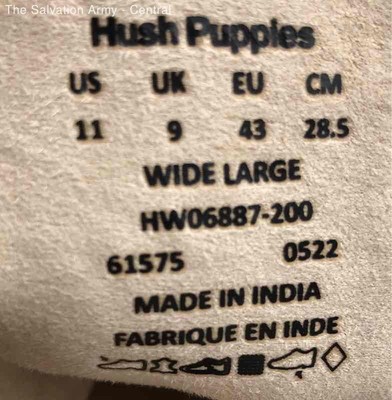 The Salvation Army - Central
Hush Puppies
US UK EU CM
11 9 43 28.5
WIDE LARGE
HW06887-200
61575 0522
MADE IN INDIA
FABRIQUE EN INDE